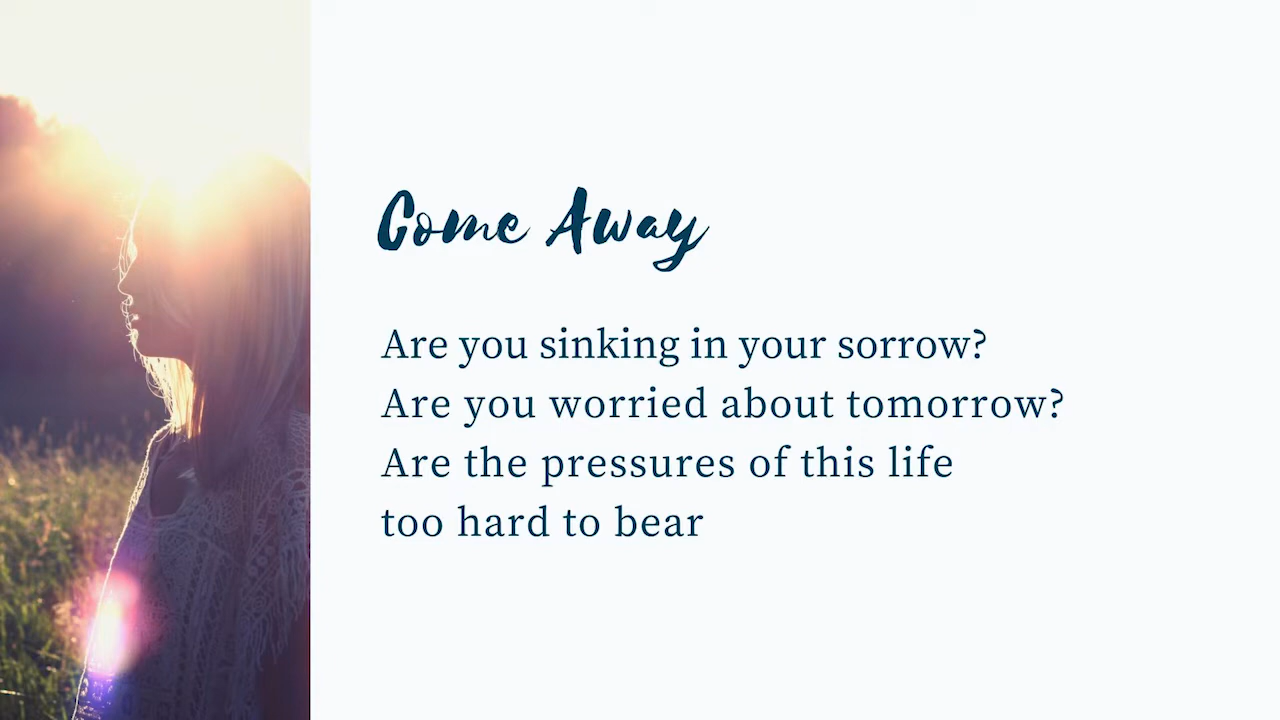 Come Away
Are you sinking in your sorrow?
Are you worried about tomorrow?
Are the pressures of this life
too hard to bear